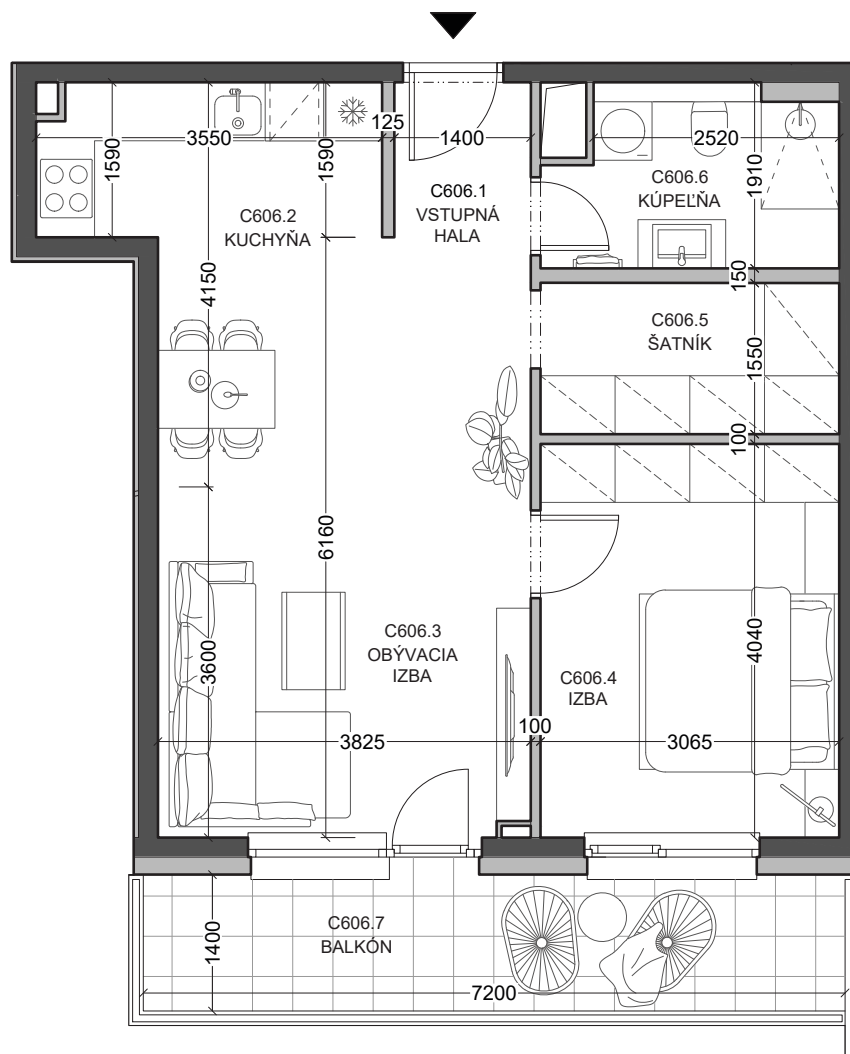 3550
125
1400
2520
1590
1590
1910
C606.1
VSTUPNÁ
HALA
C606.2
KUCHYŇA
C606.6
KÚPEĽŇA
4150
150
C606.5
ŠATNÍK
1550
100
6160
3600
C606.3
OBÝVACIA
IZBA
C606.4
IZBA
4040
3825
100
3065
C606.7
BALKÓN
1400
7200